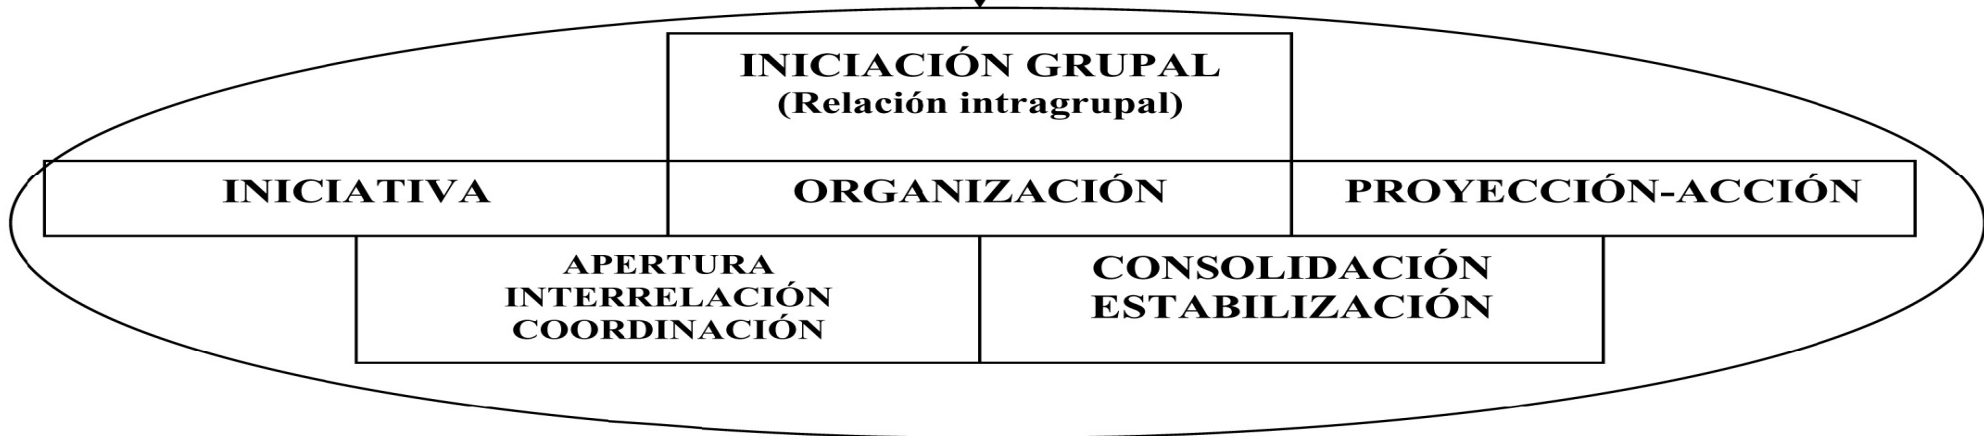 INICIACIÓN GRUPAL
(Relación intragrupal)
INICIATIVA
ORGANIZACIÓN
PROYECCIÓN-ACCIÓN
APERTURA
INTERRELACIÓN
COORDINACIÓN
CONSOLIDACIÓN
ESTABILIZACIÓN